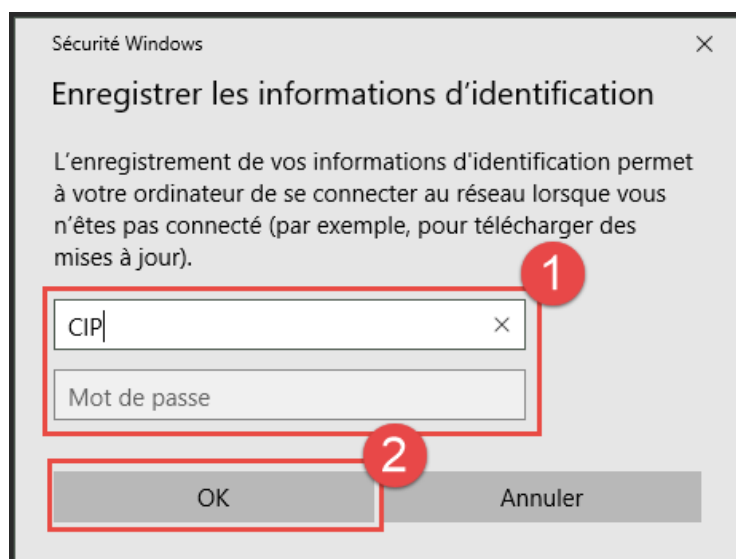 Sécurité Windows
Enregistrer les informations d’identification
L’enregistrement de vos informations d'identification permet
à votre ordinateur de se connecter au réseau lorsque vous
n’êtes pas connecté (par exemple, pour télécharger des
mises à jour).
1
CIP
Mot de passe
2
OK
Annuler